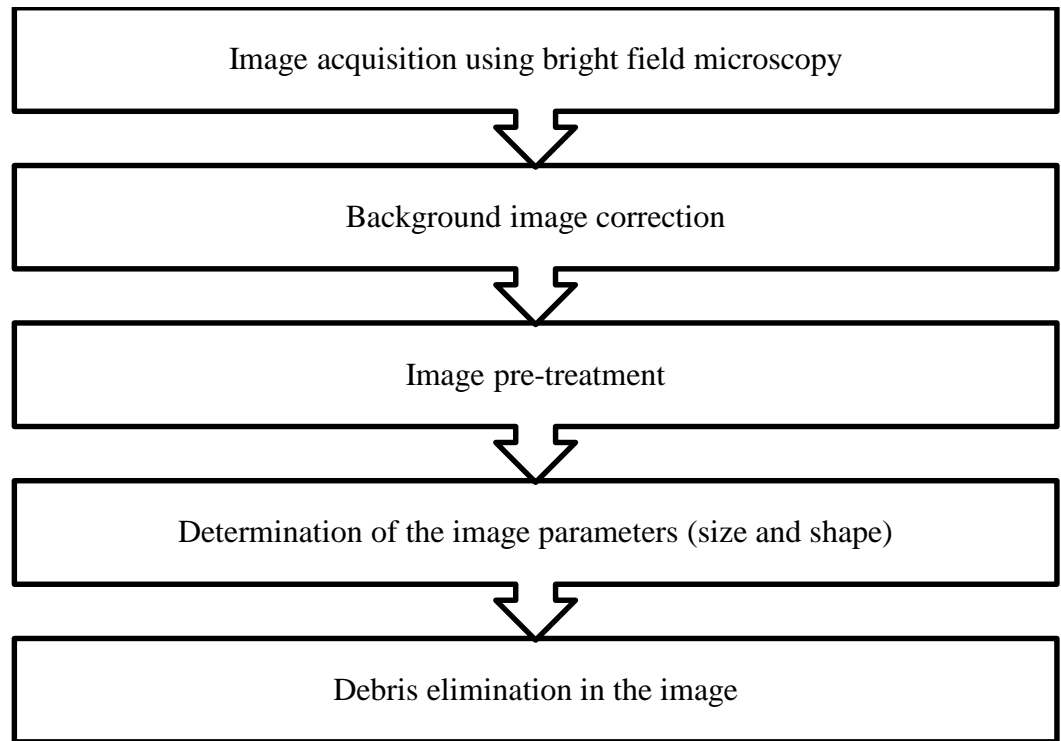 Image acquisition using bright field microscopy
Background image correction
Image pre-treatment
Determination of the image parameters (size and shape)
Debris elimination in the image